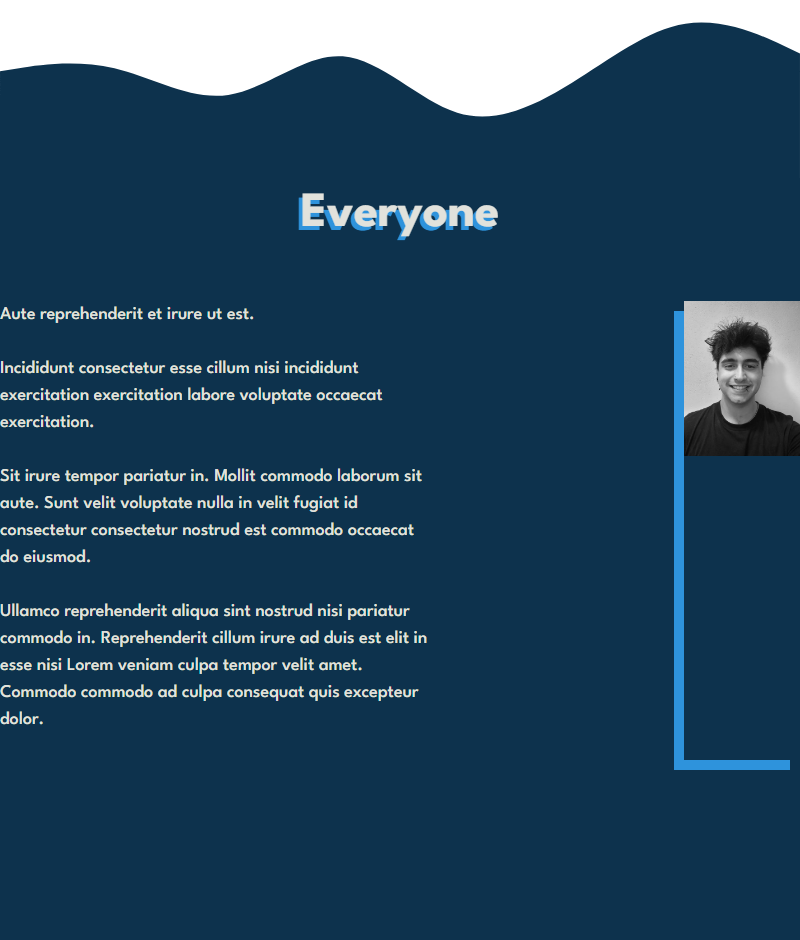 Everyone
Aute reprehenderit et irure ut est.
Incididunt consectetur esse cillum nisi incididunt
exercitation exercitation labore voluptate occaecat
exercitation.
Sit irure tempor pariatur in. Mollit commodo laborum sit
aute. Sunt velit voluptate nulla in velit fugiat id
consectetur consectetur nostrud est commodo occaecat
do eiusmod.
Ullamco reprehenderit aliqua sint nostrud nisi pariatur
commodo in. Reprehenderit cillum irure ad duis est elit in
esse nisi Lorem veniam culpa tempor velit amet.
Commodo commodo ad culpa consequat quis excepteur
dolor.